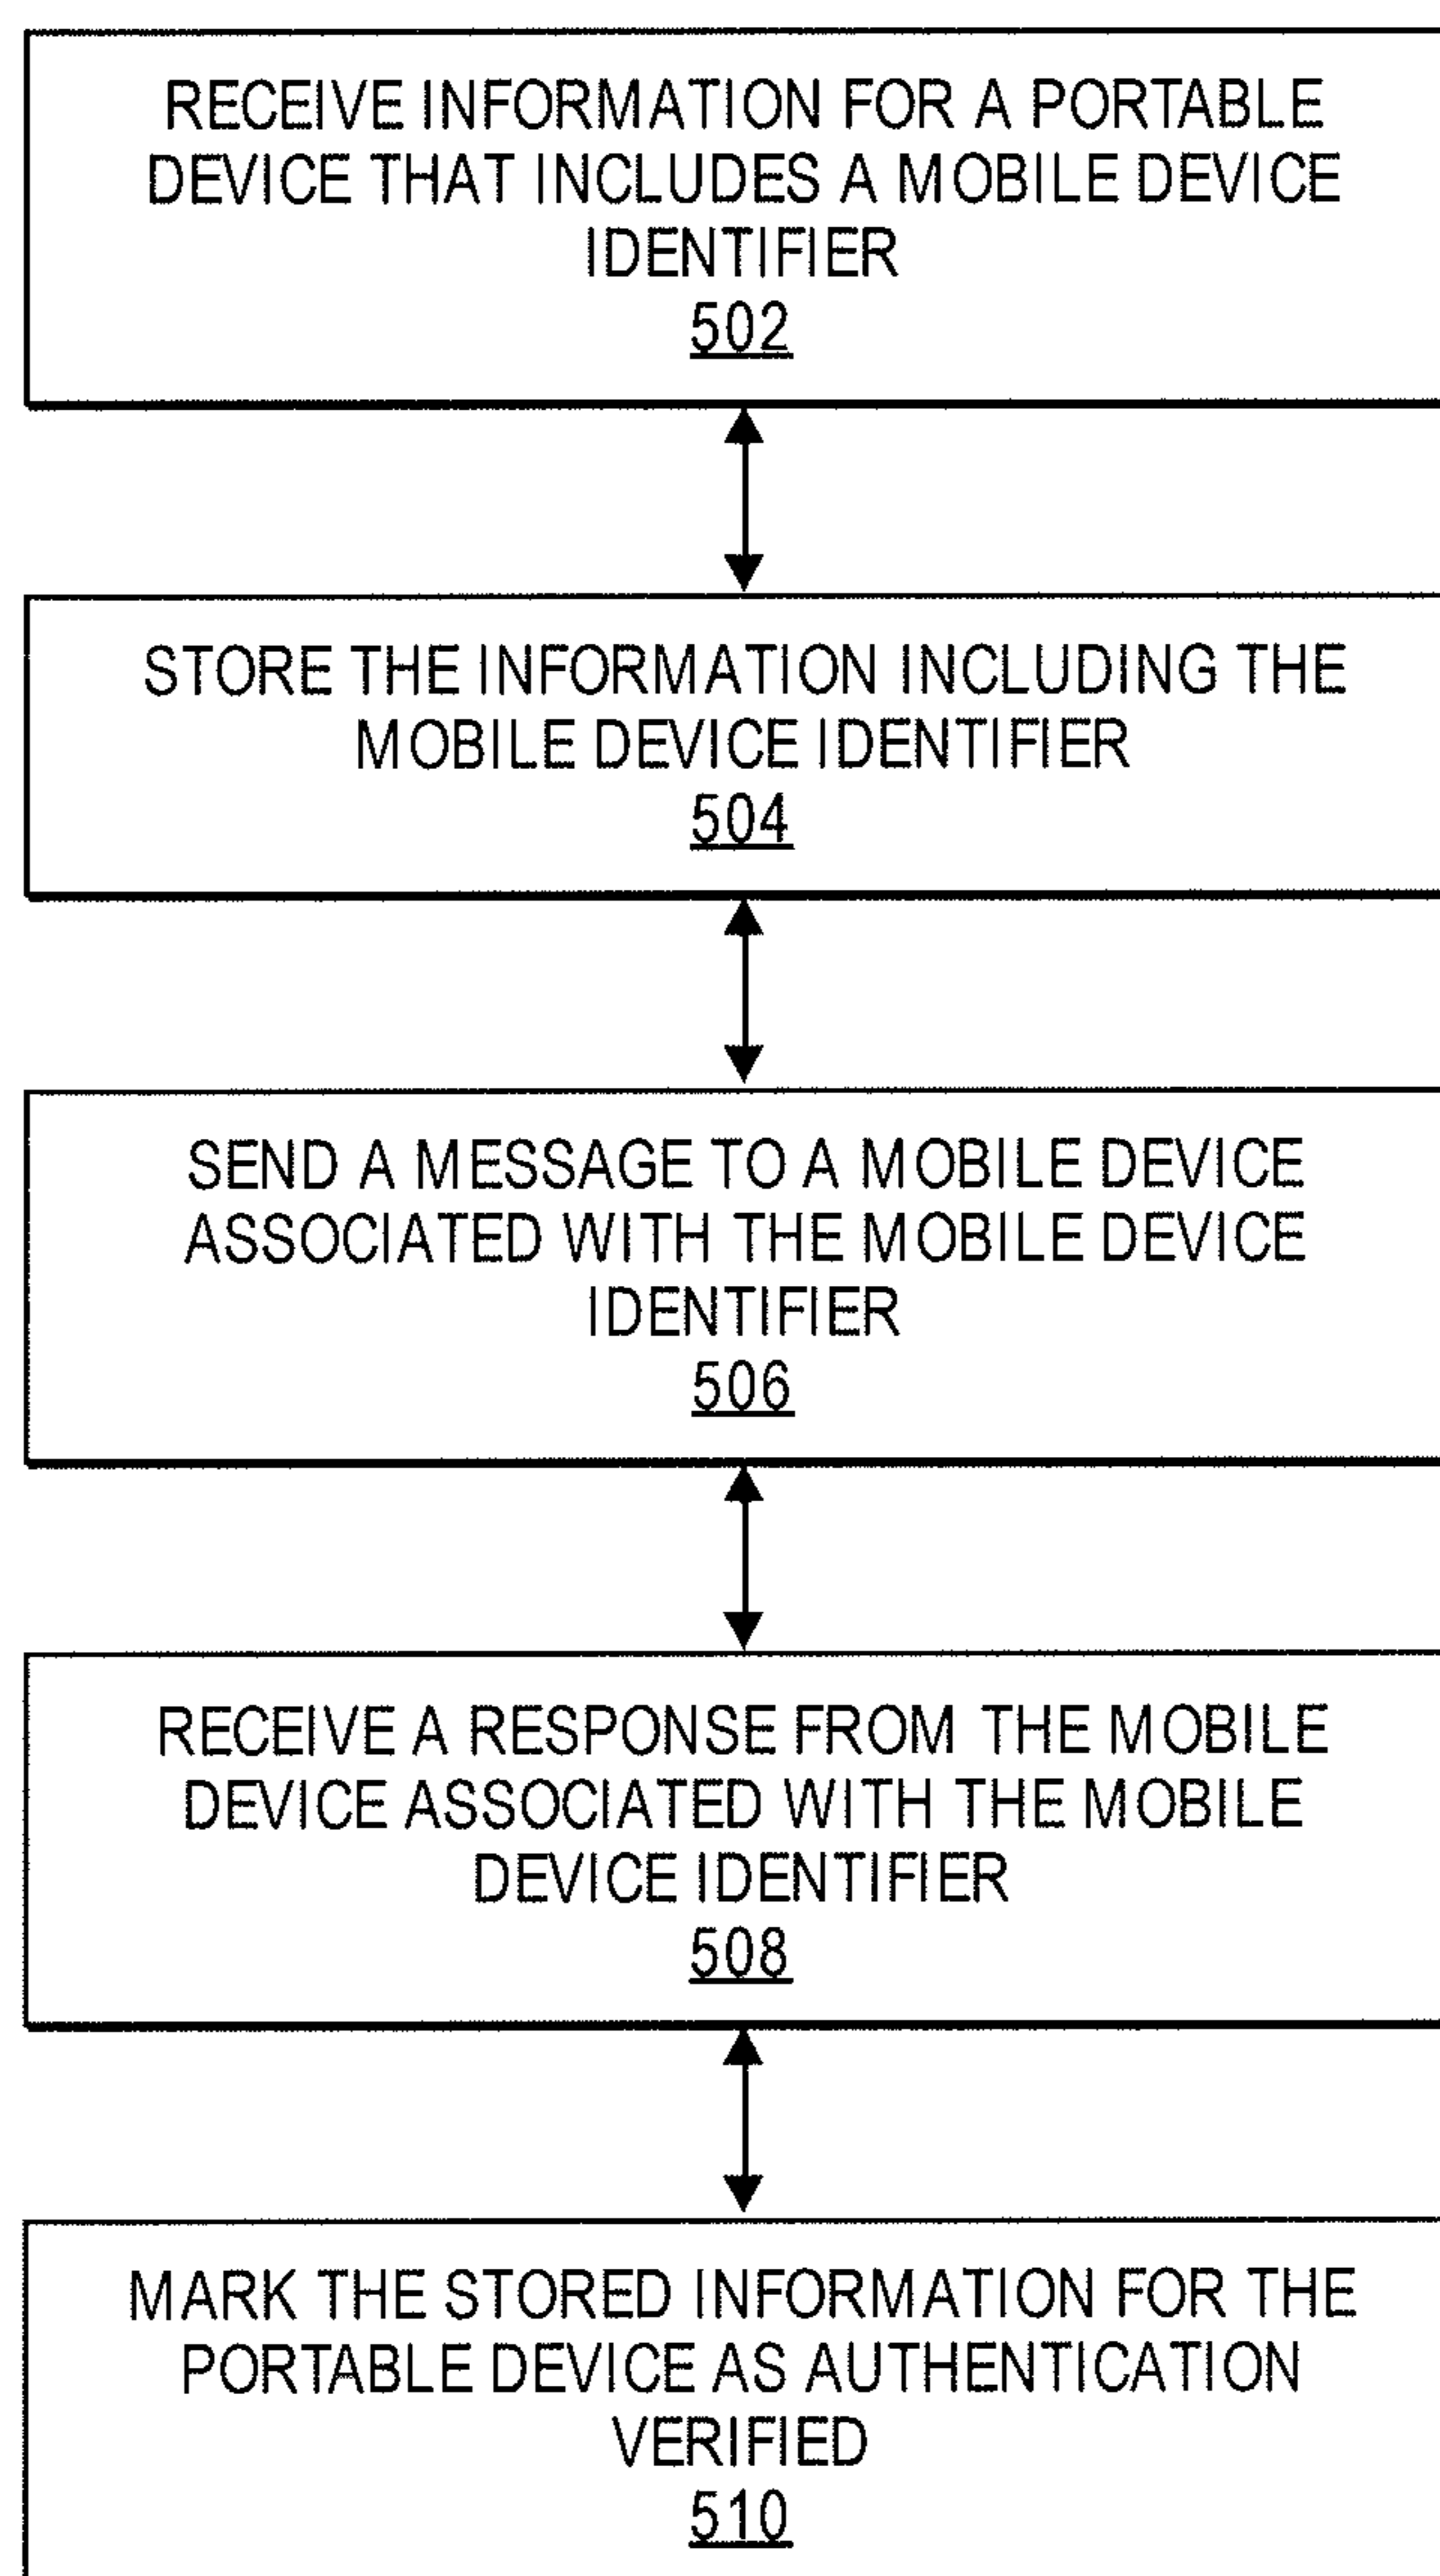 RECEIVE INFORMATION FOR A PORTABLE
DEVICE THAT INCLUDES A MOBILE DEVICE
IDENTIFIER
502
STORE THE INFORMATION INCLUDING THE
MOBILE DEVICE IDENTIFIER
504
SEND A MESSAGE TO A MOBILE DEVICE
ASSOCIATED WITH THE MOBILE DEVICE
IDENTIFIER
506
RECEIVE A RESPONSE FROM THE MOBILE
DEVICE ASSOCIATED WITH THE MOBILE
DEVICE IDENTIFIER
508
MARK THE STORED INFORMATION FOR THE
PORTABLE DEVICE AS AUTHENTICATION
VERIFIED
510